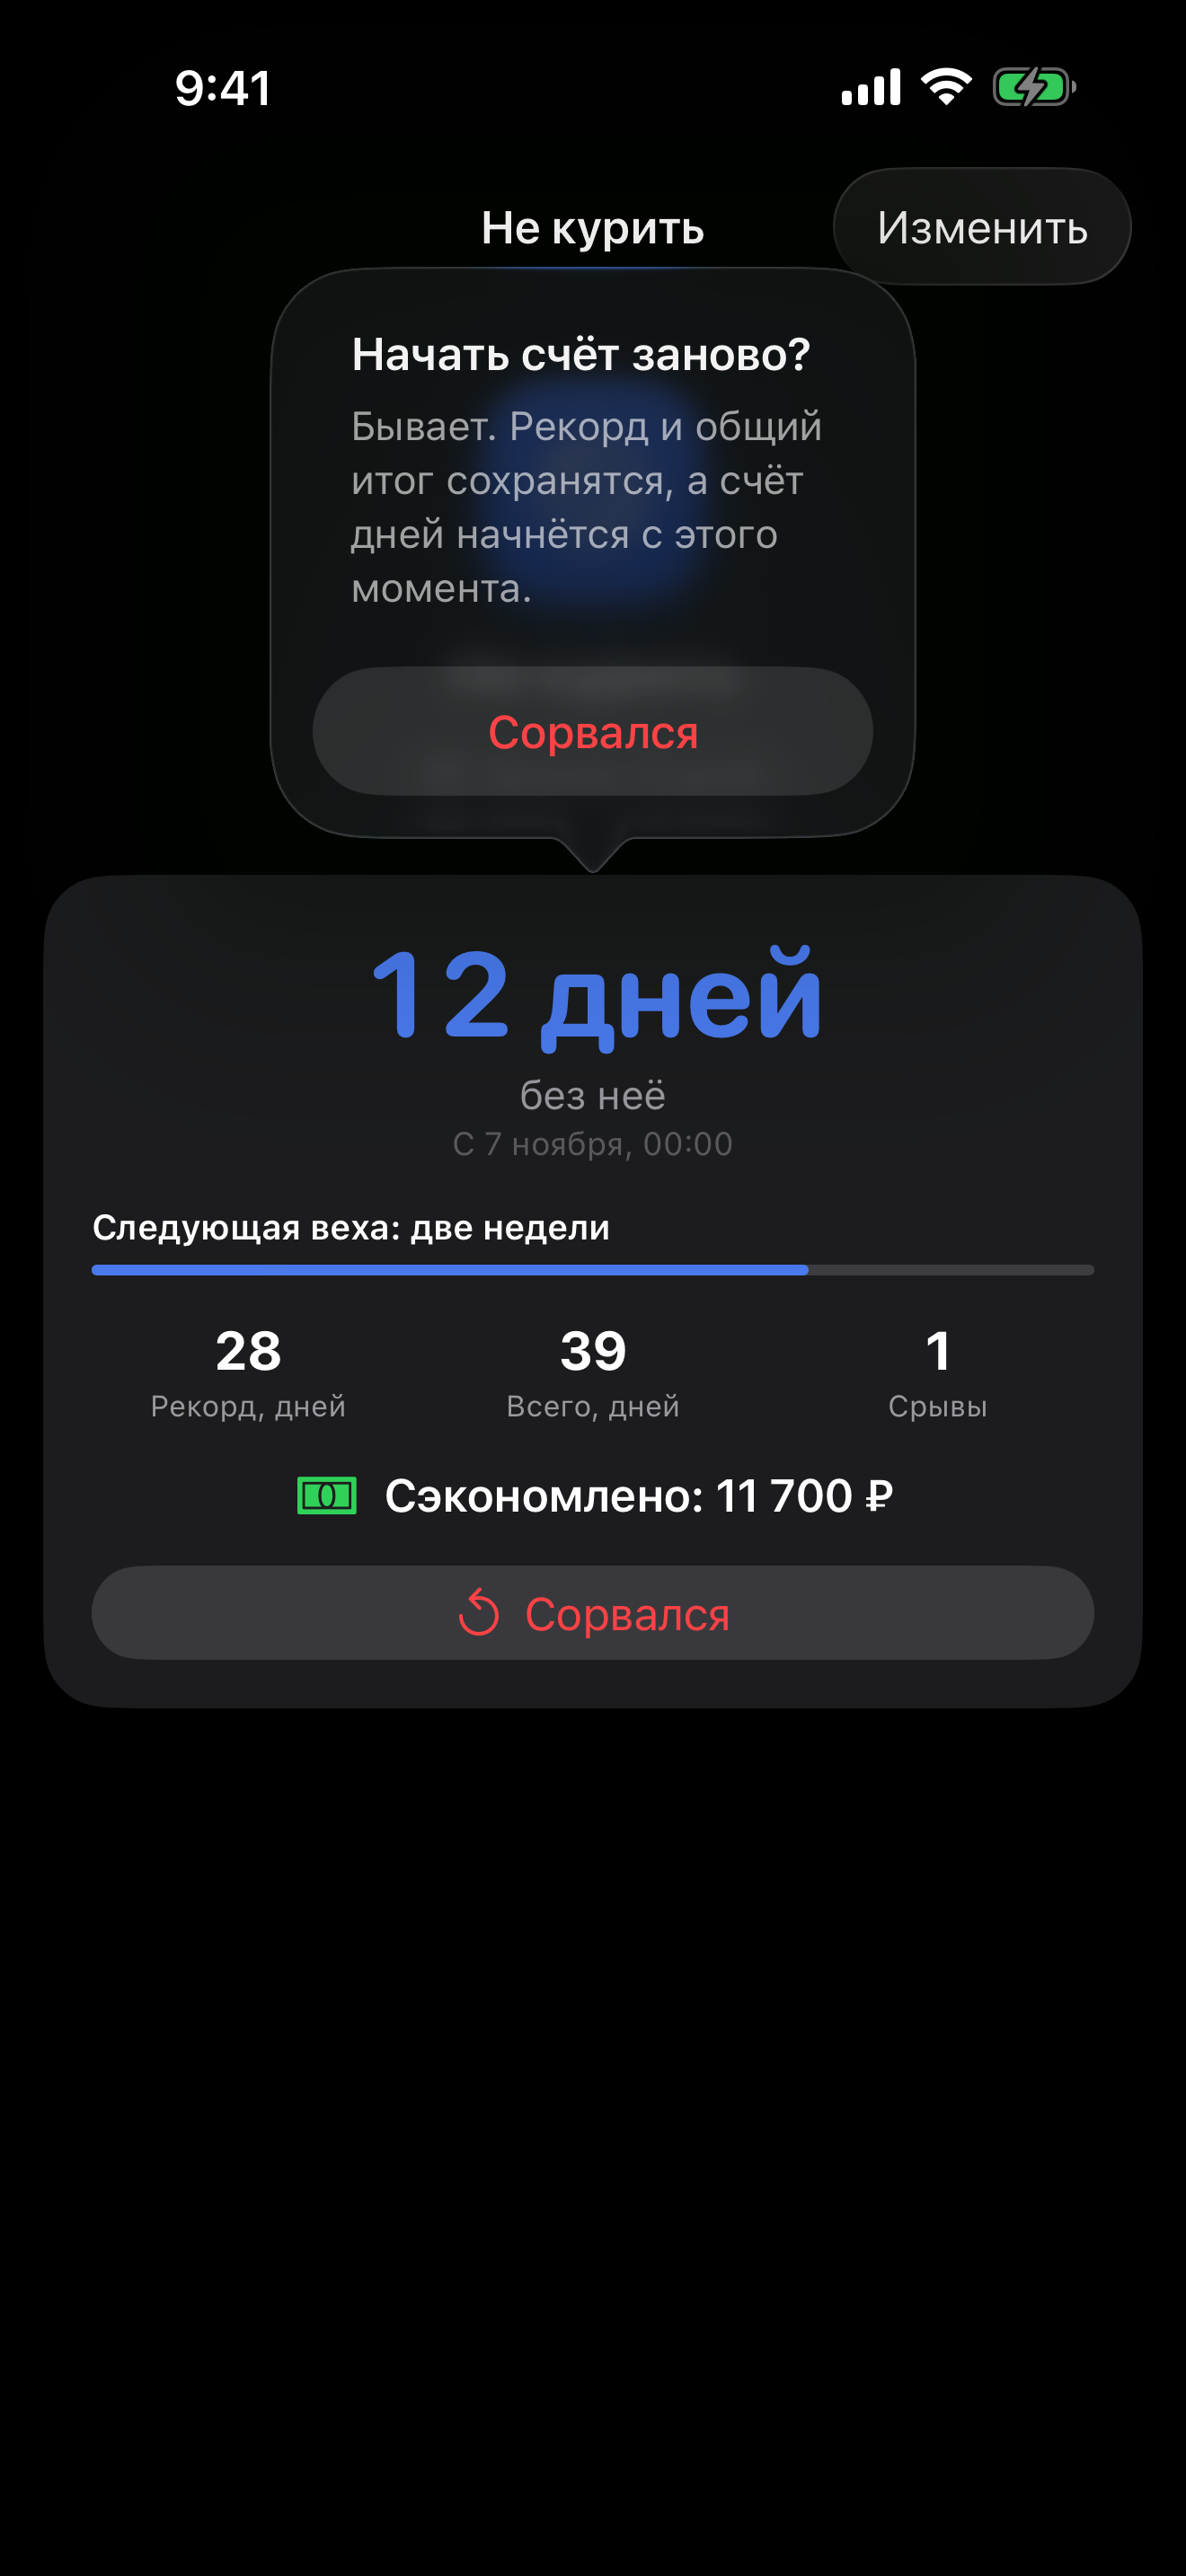 9:41
Не курить
Изменить
Начать счёт заново?
Бывает. Рекорд и общий
итог сохранятся, а счёт
дней начнётся с этого
момента.
Сорвался
12 дней
без неё
С 7 ноября, 00:00
Следующая веха: две недели
28
Рекорд, дней
39
Всего, дней
1
Срывы
Сэкономлено: 11 700 ₽
Сорвался